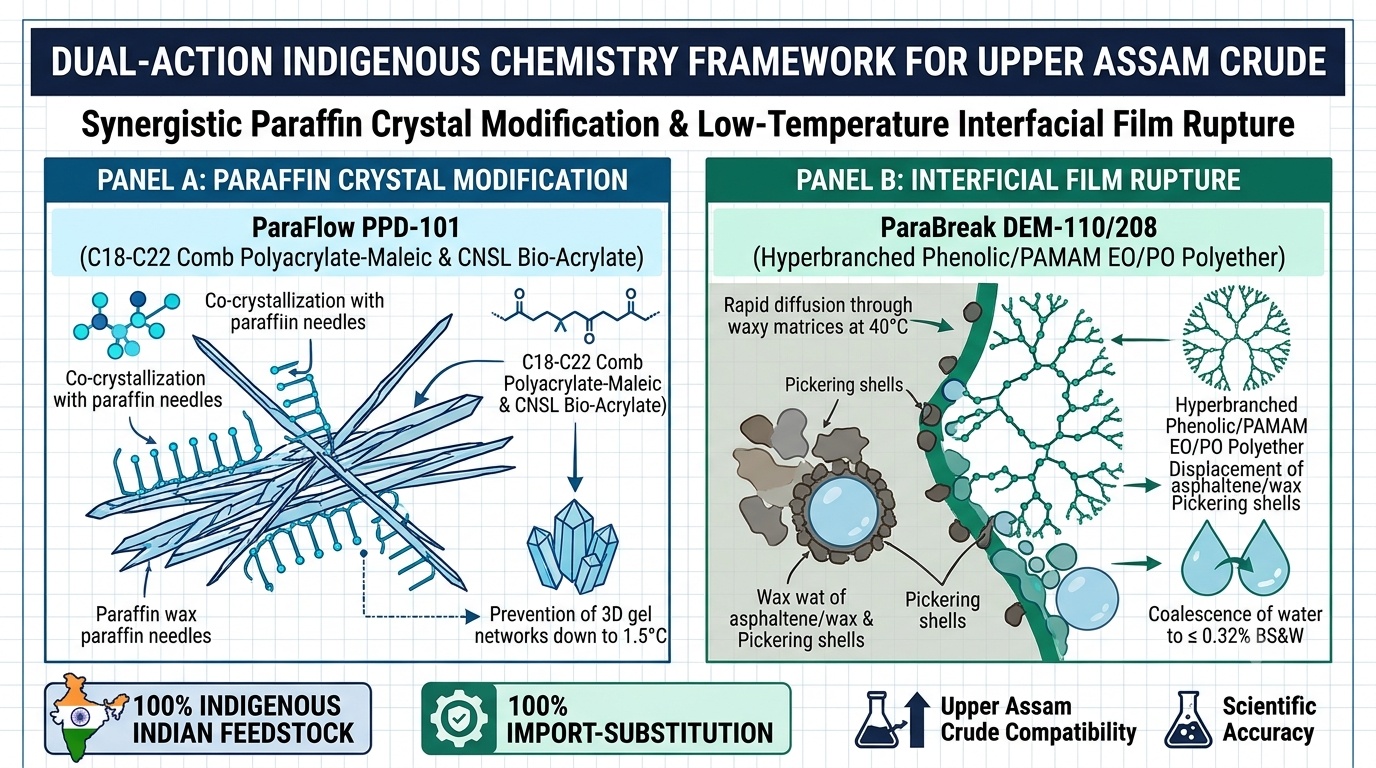 DUAL-ACTION INDIGENOUS CHEMISTRY FRAMEWORK FOR UPPER ASSAM CRUDE
Synergistic Paraffin Crystal Modification & Low-Temperature Interfacial Film Rupture
PANEL A: PARAFFIN CRYSTAL MODIFICATION
ParaFlow PPD-101
(C18-C22 Comb Polyacrylate-Maleic & CNSL Bio-Acrylate)
Co-crystallization with
paraffiin needles
O
O
O
Co-crystallization
with paraffin needles
C18-C22 Comb
Polyacrylate-Maleic
& CNSL Bio-Acrylate)
Paraffin wax
paraffin needles
Prevention of 3D gel
networks down to 1.5°C
PANEL B: INTERFICIAL FILM RUPTURE
ParaBreak DEM-110/208
(Hyperbranched Phenolic/PAMAM EO/PO Polyether)
Rapid diffusion through
waxy matrices at 40°C
Pickering shells
Hyperbranched
Phenolic/PAMAM
EO/PO Polyether
Displacement of
asphaltene/wax
Pickering shells
Wax wat of
asphaltene/wax &
Pickering shells
Pickering
shells
Coalescence of water
to ≤ 0.32% BS&W
100% INDIGENOUS
INDIAN FEEDSTOCK
100%
IMPORT-SUBSTITUTION
Upper Assam
Crude Compatibility
Scientific
Accuracy